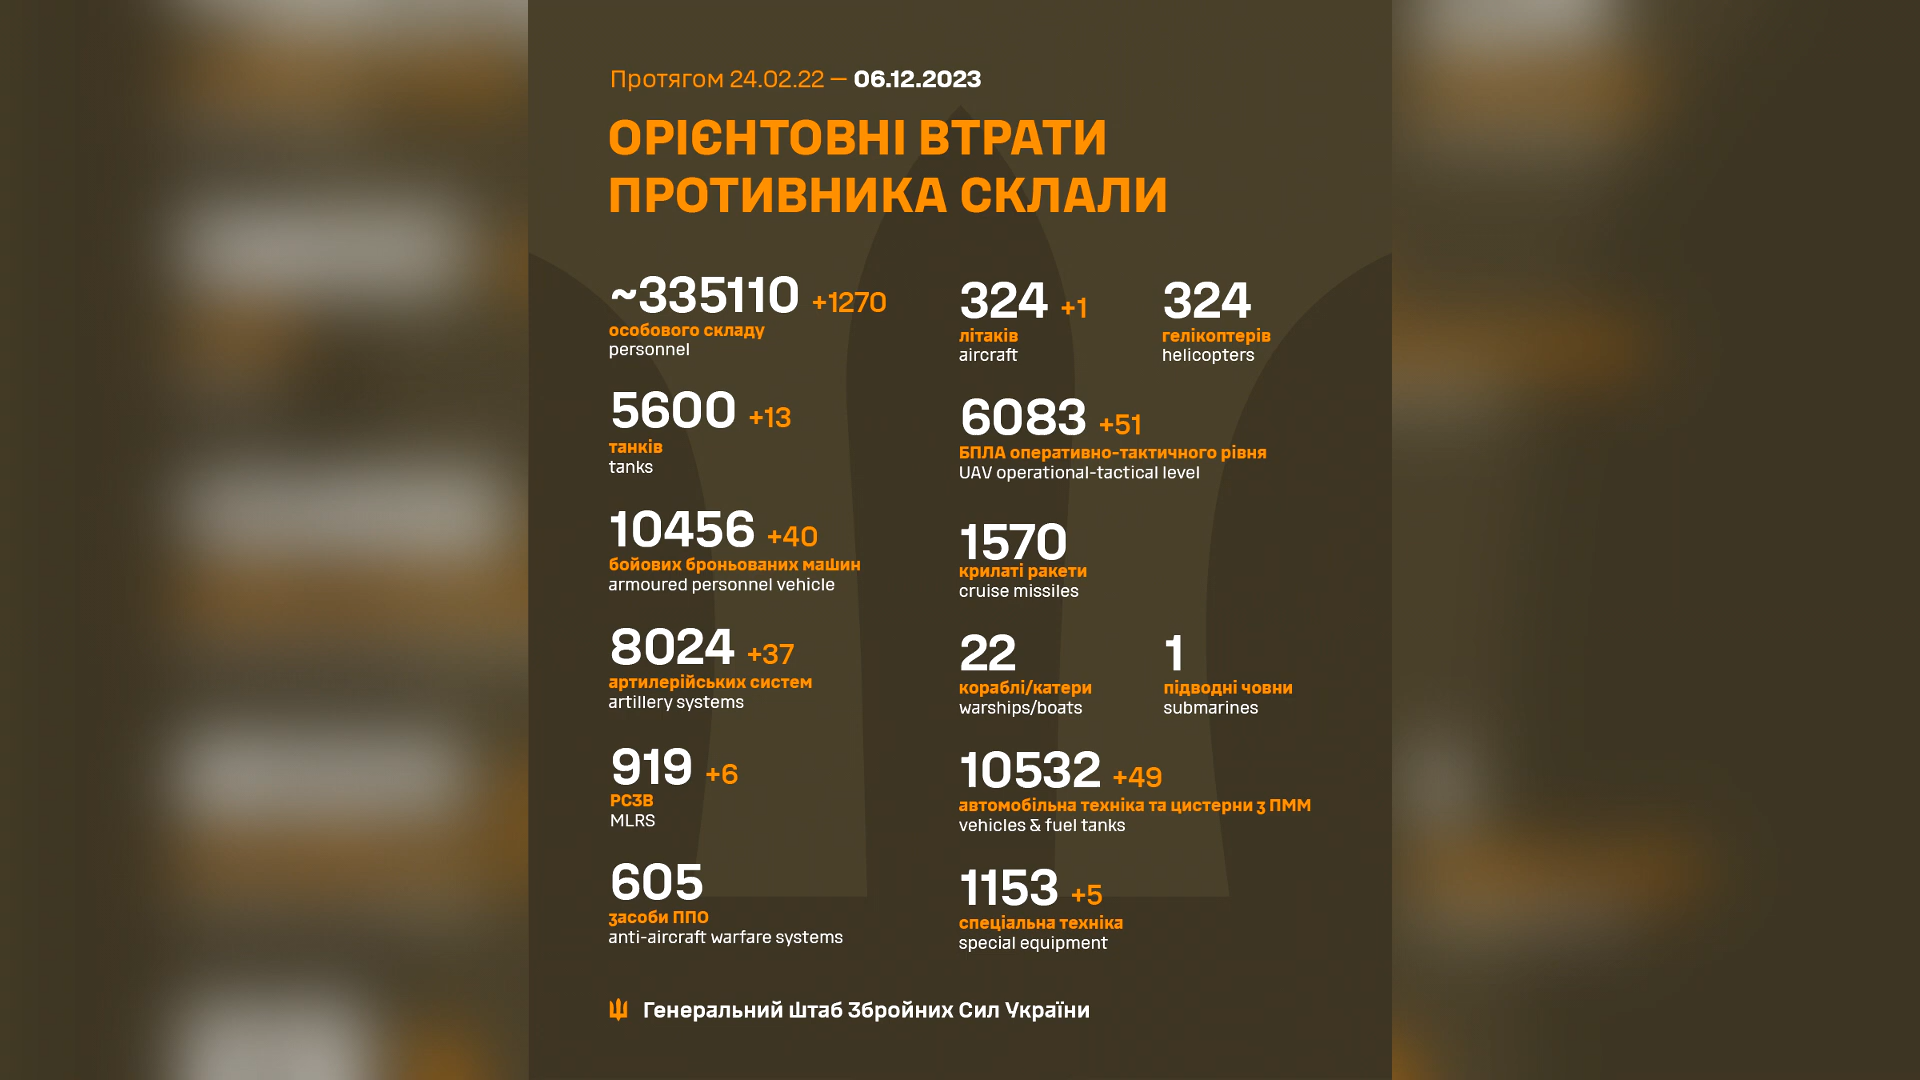 Протягом 24.02.22 — 06.12.2023
ОРІЄНТОВНІ ВТРАТИ
ПРОТИВНИКА СКЛАЛИ
~335110 +1270
особового складу
personnel
5600 +13
танків
tanks
10456 +40
бойових броньованих машин
armoured personnel vehicle
8024 +37
артилерійських систем
artillery systems
919 +6
РСЗВ
MLRS
605
засоби ППО
anti-aircraft warfare systems
324 +1
літаків
aircraft
324
гелікоптерів
helicopters
6083 +51
БПЛА оперативно-тактичного рівня
UAV operational-tactical level
1570
крилаті ракети
cruise missiles
22
кораблі/катери
warships/boats
1
підводні човни
submarines
10532 +49
автомобільна техніка та цистерни з ПММ
vehicles & fuel tanks
1153 +5
спеціальна техніка
special equipment
Генеральний штаб Збройних Сил України